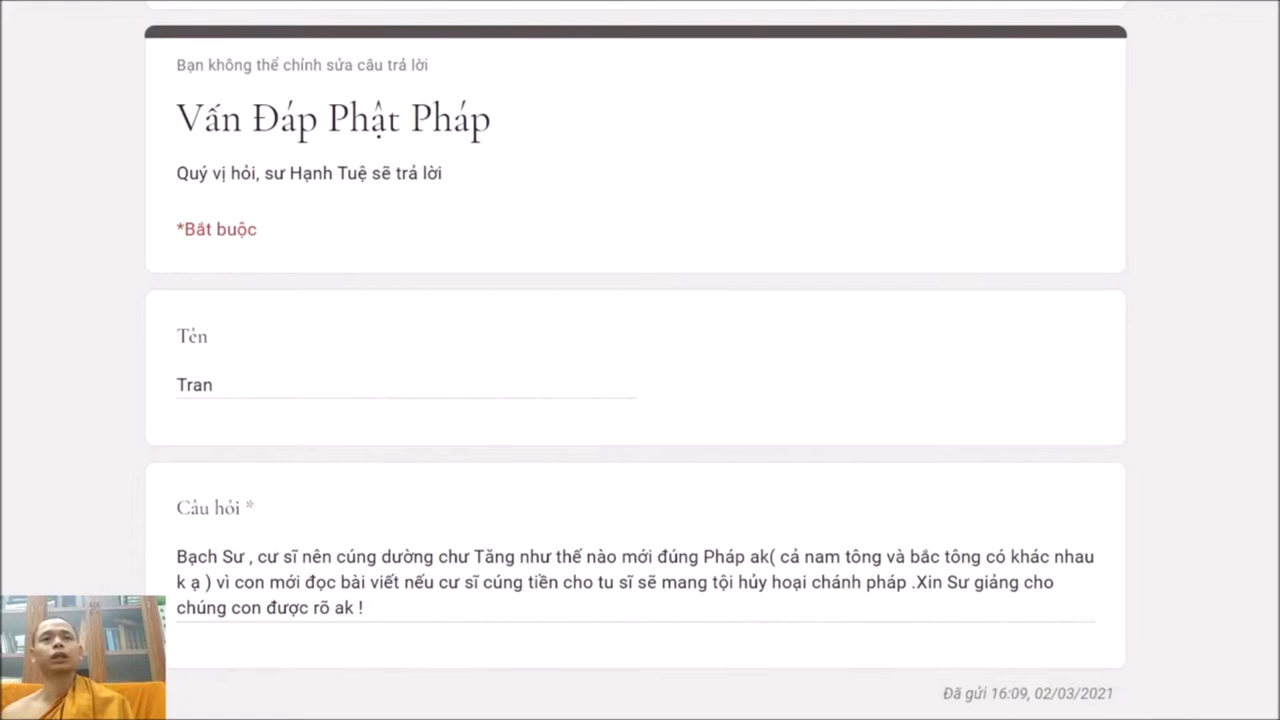 Bạn không thể chỉnh sửa câu trả lời
Vấn Đáp Phật Pháp
Quý vị hỏi, sư Hạnh Tuệ sẽ trả lời
*Bắt buộc
Tên
Tran
Câu hỏi *
Bạch Sư , cư sĩ nên cúng dường chư Tăng như thế nào mới đúng Pháp ak( cả nam tông và bắc tông có khác nhau
k ạ ) vì con mới đọc bài viết nếu cư sĩ cúng tiền cho tu sĩ sẽ mang tội hủy hoại chánh pháp .Xin Sư giảng cho
chúng con được rõ ak !
Đã gửi 16:09, 02/03/2021